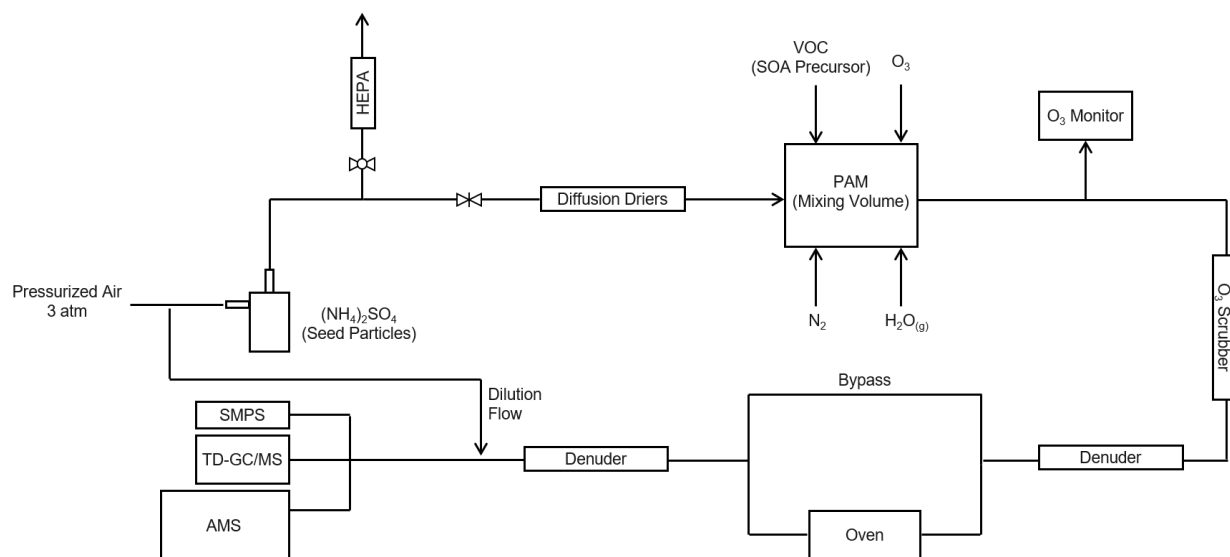 HEPA
VOC
(SOA Precursor)
O₃
O₃ Monitor
Diffusion Driers
PAM
(Mixing Volume)
Pressurized Air
3 atm
(NH₄)₂SO₄
(Seed Particles)
N₂
H₂O(g)
O₃ Scrubber
Bypass
Dilution
Flow
SMPS
TD-GC/MS
Denuder
Denuder
AMS
Oven